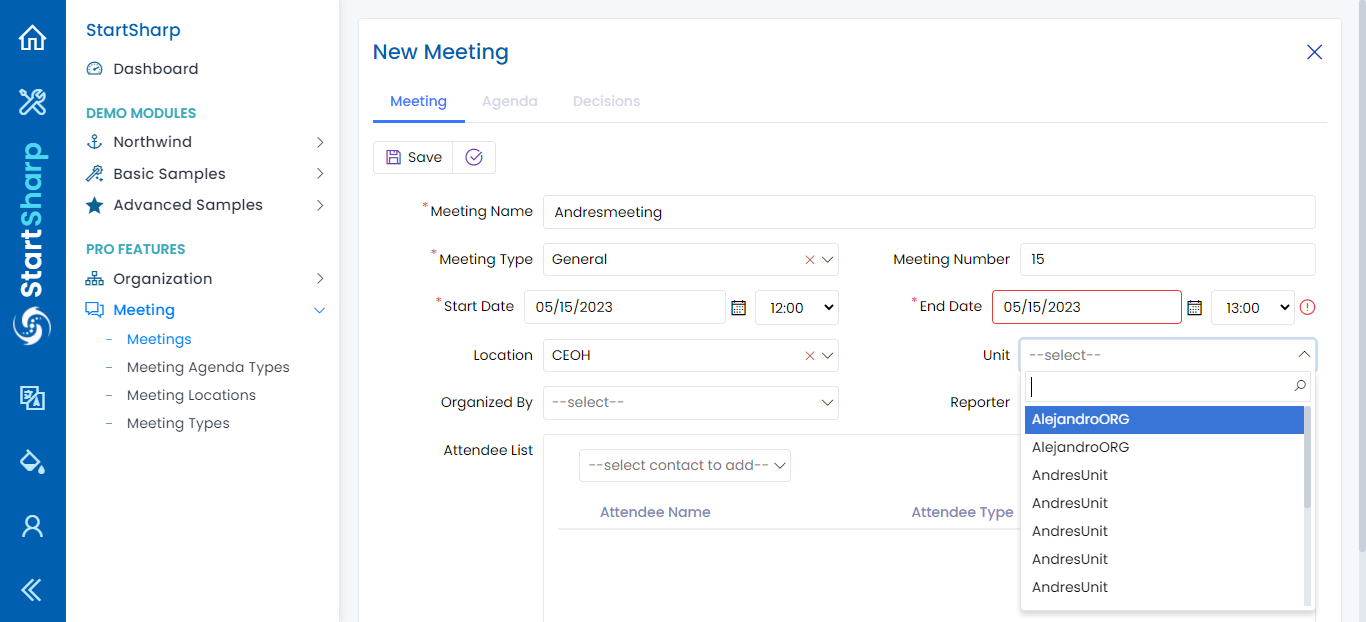 StartSharp
StartSharp
Dashboard
DEMO MODULES
Northwind
Basic Samples
Advanced Samples
PRO FEATURES
Organization
Meeting
Meetings
Meeting Agenda Types
Meeting Locations
Meeting Types
New Meeting
Meeting Agenda Decisions
Save
*Meeting Name Andresmeeting
*Meeting Type General Meeting Number 15
*Start Date 05/15/2023 12:00 *End Date 05/15/2023 13:00
Location CEOH Unit --select--
Organized By --select-- Reporter
Attendee List
--select contact to add--
Attendee Name Attendee Type
AlejandroORG
AlejandroORG
AndresUnit
AndresUnit
AndresUnit
AndresUnit
AndresUnit